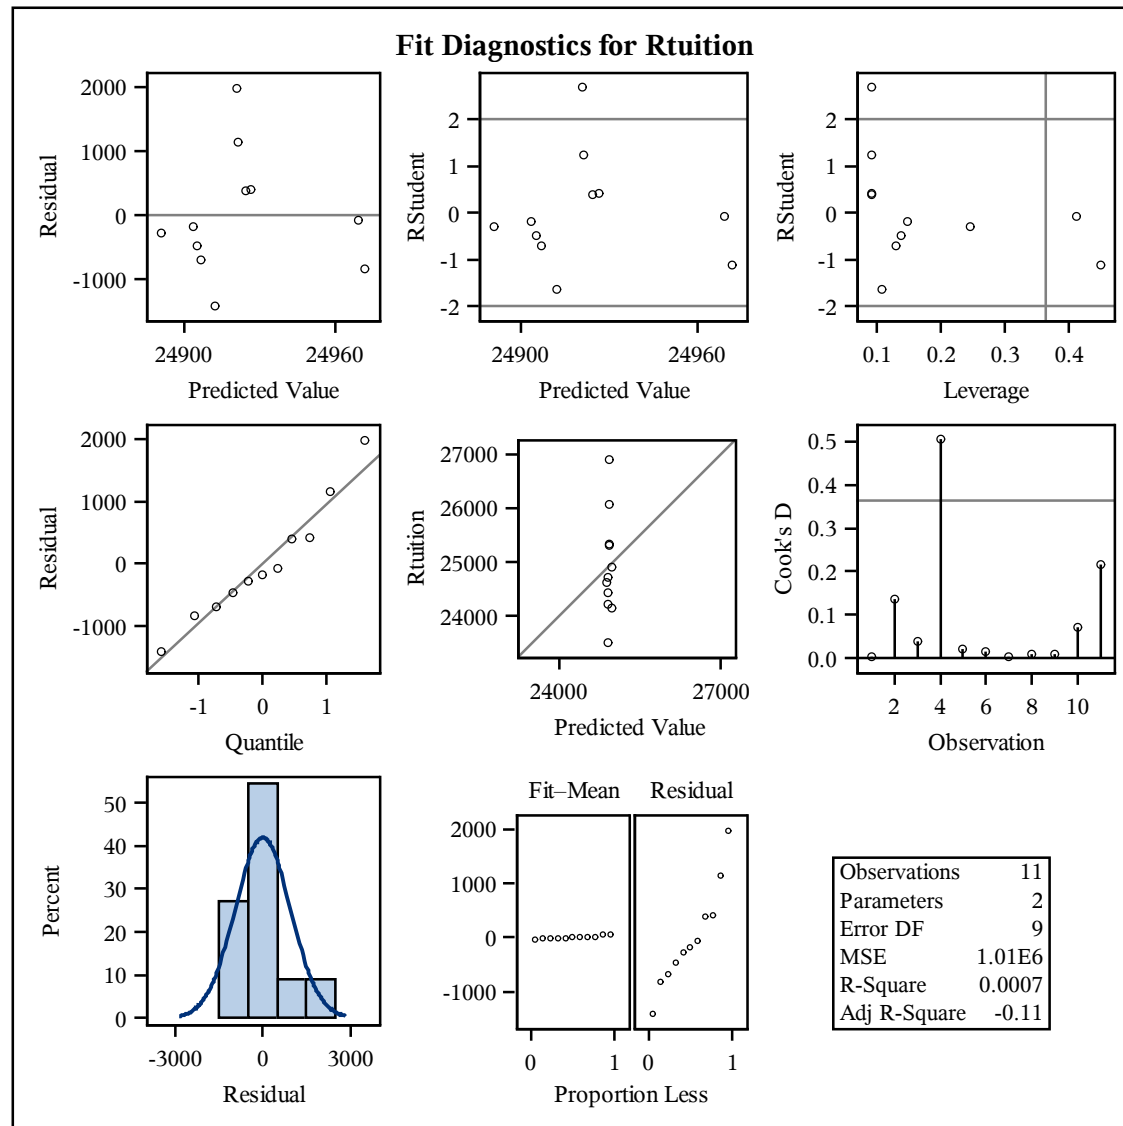 Fit Diagnostics for Rtuition
2000
1000
0
-1000
Residual
24900
24960
Predicted Value
2
1
0
-1
-2
RStudent
24900
24960
Predicted Value
2
1
0
-1
-2
RStudent
0.1
0.2
0.3
0.4
Leverage
2000
1000
0
-1000
Residual
-1
0
1
Quantile
27000
26000
25000
24000
Rtuition
24000
27000
Predicted Value
0.5
0.4
0.3
0.2
0.1
0.0
Cook's D
2
4
6
8
10
Observation
50
40
30
20
10
0
Percent
-3000
0
3000
Residual
Fit–Mean
Residual
2000
1000
0
-1000
0
1
0
1
Proportion Less
Observations 11
Parameters 2
Error DF 9
MSE 1.01E6
R-Square 0.0007
Adj R-Square -0.11